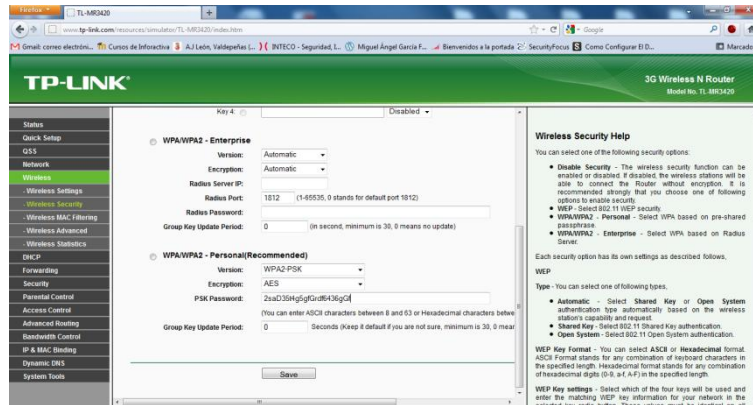 Firefox
TL-MR3420
www.tp-link.com/resources/simulator/TL-MR3420/index.htm
Google
Gmail: correo electróni...
Cursos de Inforactiva
A.J León, Valdepeñas (...
INTECO - Seguridad, I...
Miguel Ángel García F...
Bienvenidos a la portada
SecurityFocus
Como Configurar El D...
Marcado
TP-LINK
3G Wireless N Router
Model No. TL-MR3420
Status
Quick Setup
QSS
Network
Wireless
- Wireless Settings
- Wireless Security
- Wireless MAC Filtering
- Wireless Advanced
- Wireless Statistics
DHCP
Forwarding
Security
Parental Control
Access Control
Advanced Routing
Bandwidth Control
IP & MAC Binding
Dynamic DNS
System Tools
Key 4:
Disabled
WPA/WPA2 - Enterprise
Version: Automatic
Encryption: Automatic
Radius Server IP:
Radius Port: 1812 (1-65535, 0 stands for default port 1812)
Radius Password:
Group Key Update Period: 0 (in second, minimum is 30, 0 means no update)
WPA/WPA2 - Personal(Recommended)
Version: WPA2-PSK
Encryption: AES
PSK Password:
(You can enter ASCII characters between 8 and 63 or Hexadecimal characters betwe
Group Key Update Period: 0 Seconds (Keep it default if you are not sure, minimum is 30, 0 mear
Save
Wireless Security Help
You can select one of the following security options:
Disable Security - The wireless security function can be
enabled or disabled. If disabled, the wireless stations will be
able to connect the Router without encryption. It is
recommended strongly that you choose one of following
options to enable security.
WEP - Select 802.11 WEP security.
WPA/WPA2 - Personal - Select WPA based on pre-shared
passphrase.
WPA/WPA2 - Enterprise - Select WPA based on Radius
Server.
Each security option has its own settings as described follows,
WEP
Type - You can select one of following types,
Automatic - Select Shared Key or Open System
authentication type automatically based on the wireless
station's capability and request.
Shared Key - Select 802.11 Shared Key authentication.
Open System - Select 802.11 Open System authentication.
WEP Key Format - You can select ASCII or Hexadecimal format.
ASCII Format stands for any combination of keyboard characters in
the specified length. Hexadecimal format stands for any combination
of hexadecimal digits (0-9, a-f, A-F) in the specified length.
WEP Key settings - Select which of the four keys will be used and
enter the matching WEP key information for your network in the